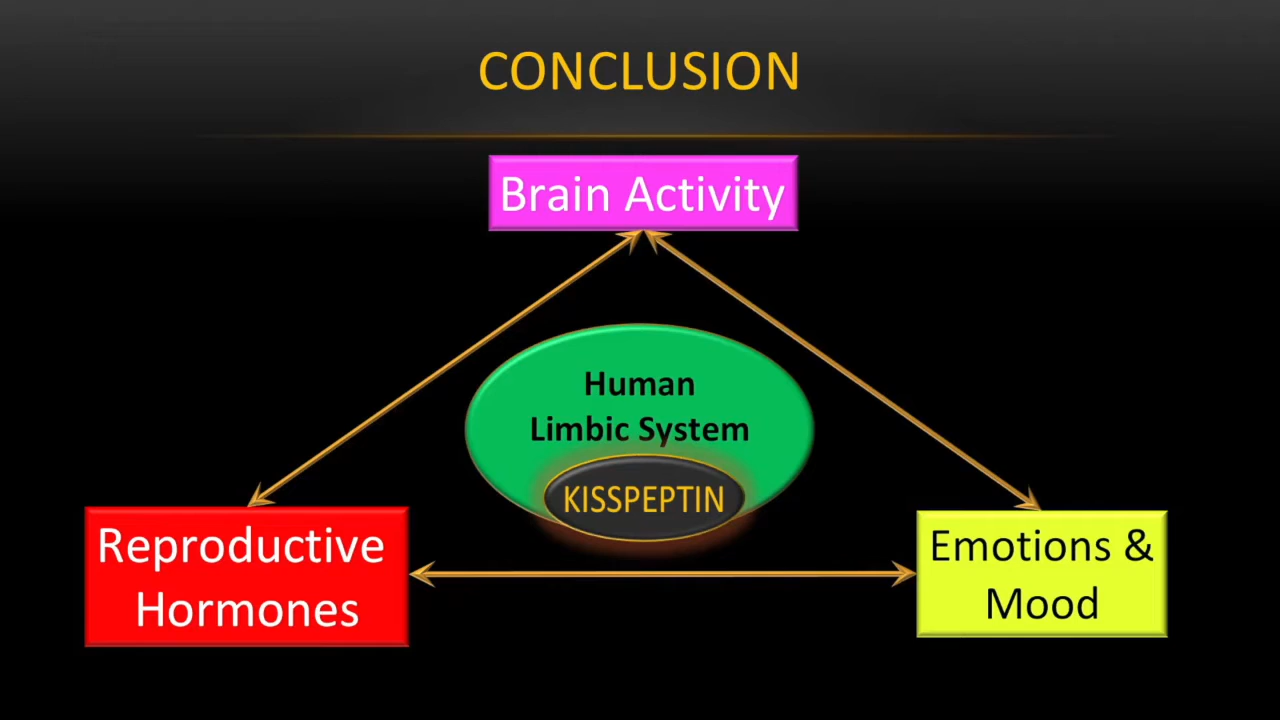 CONCLUSION
Brain Activity
Human
Limbic System
KISSPEPTIN
Reproductive
Hormones
Emotions &
Mood